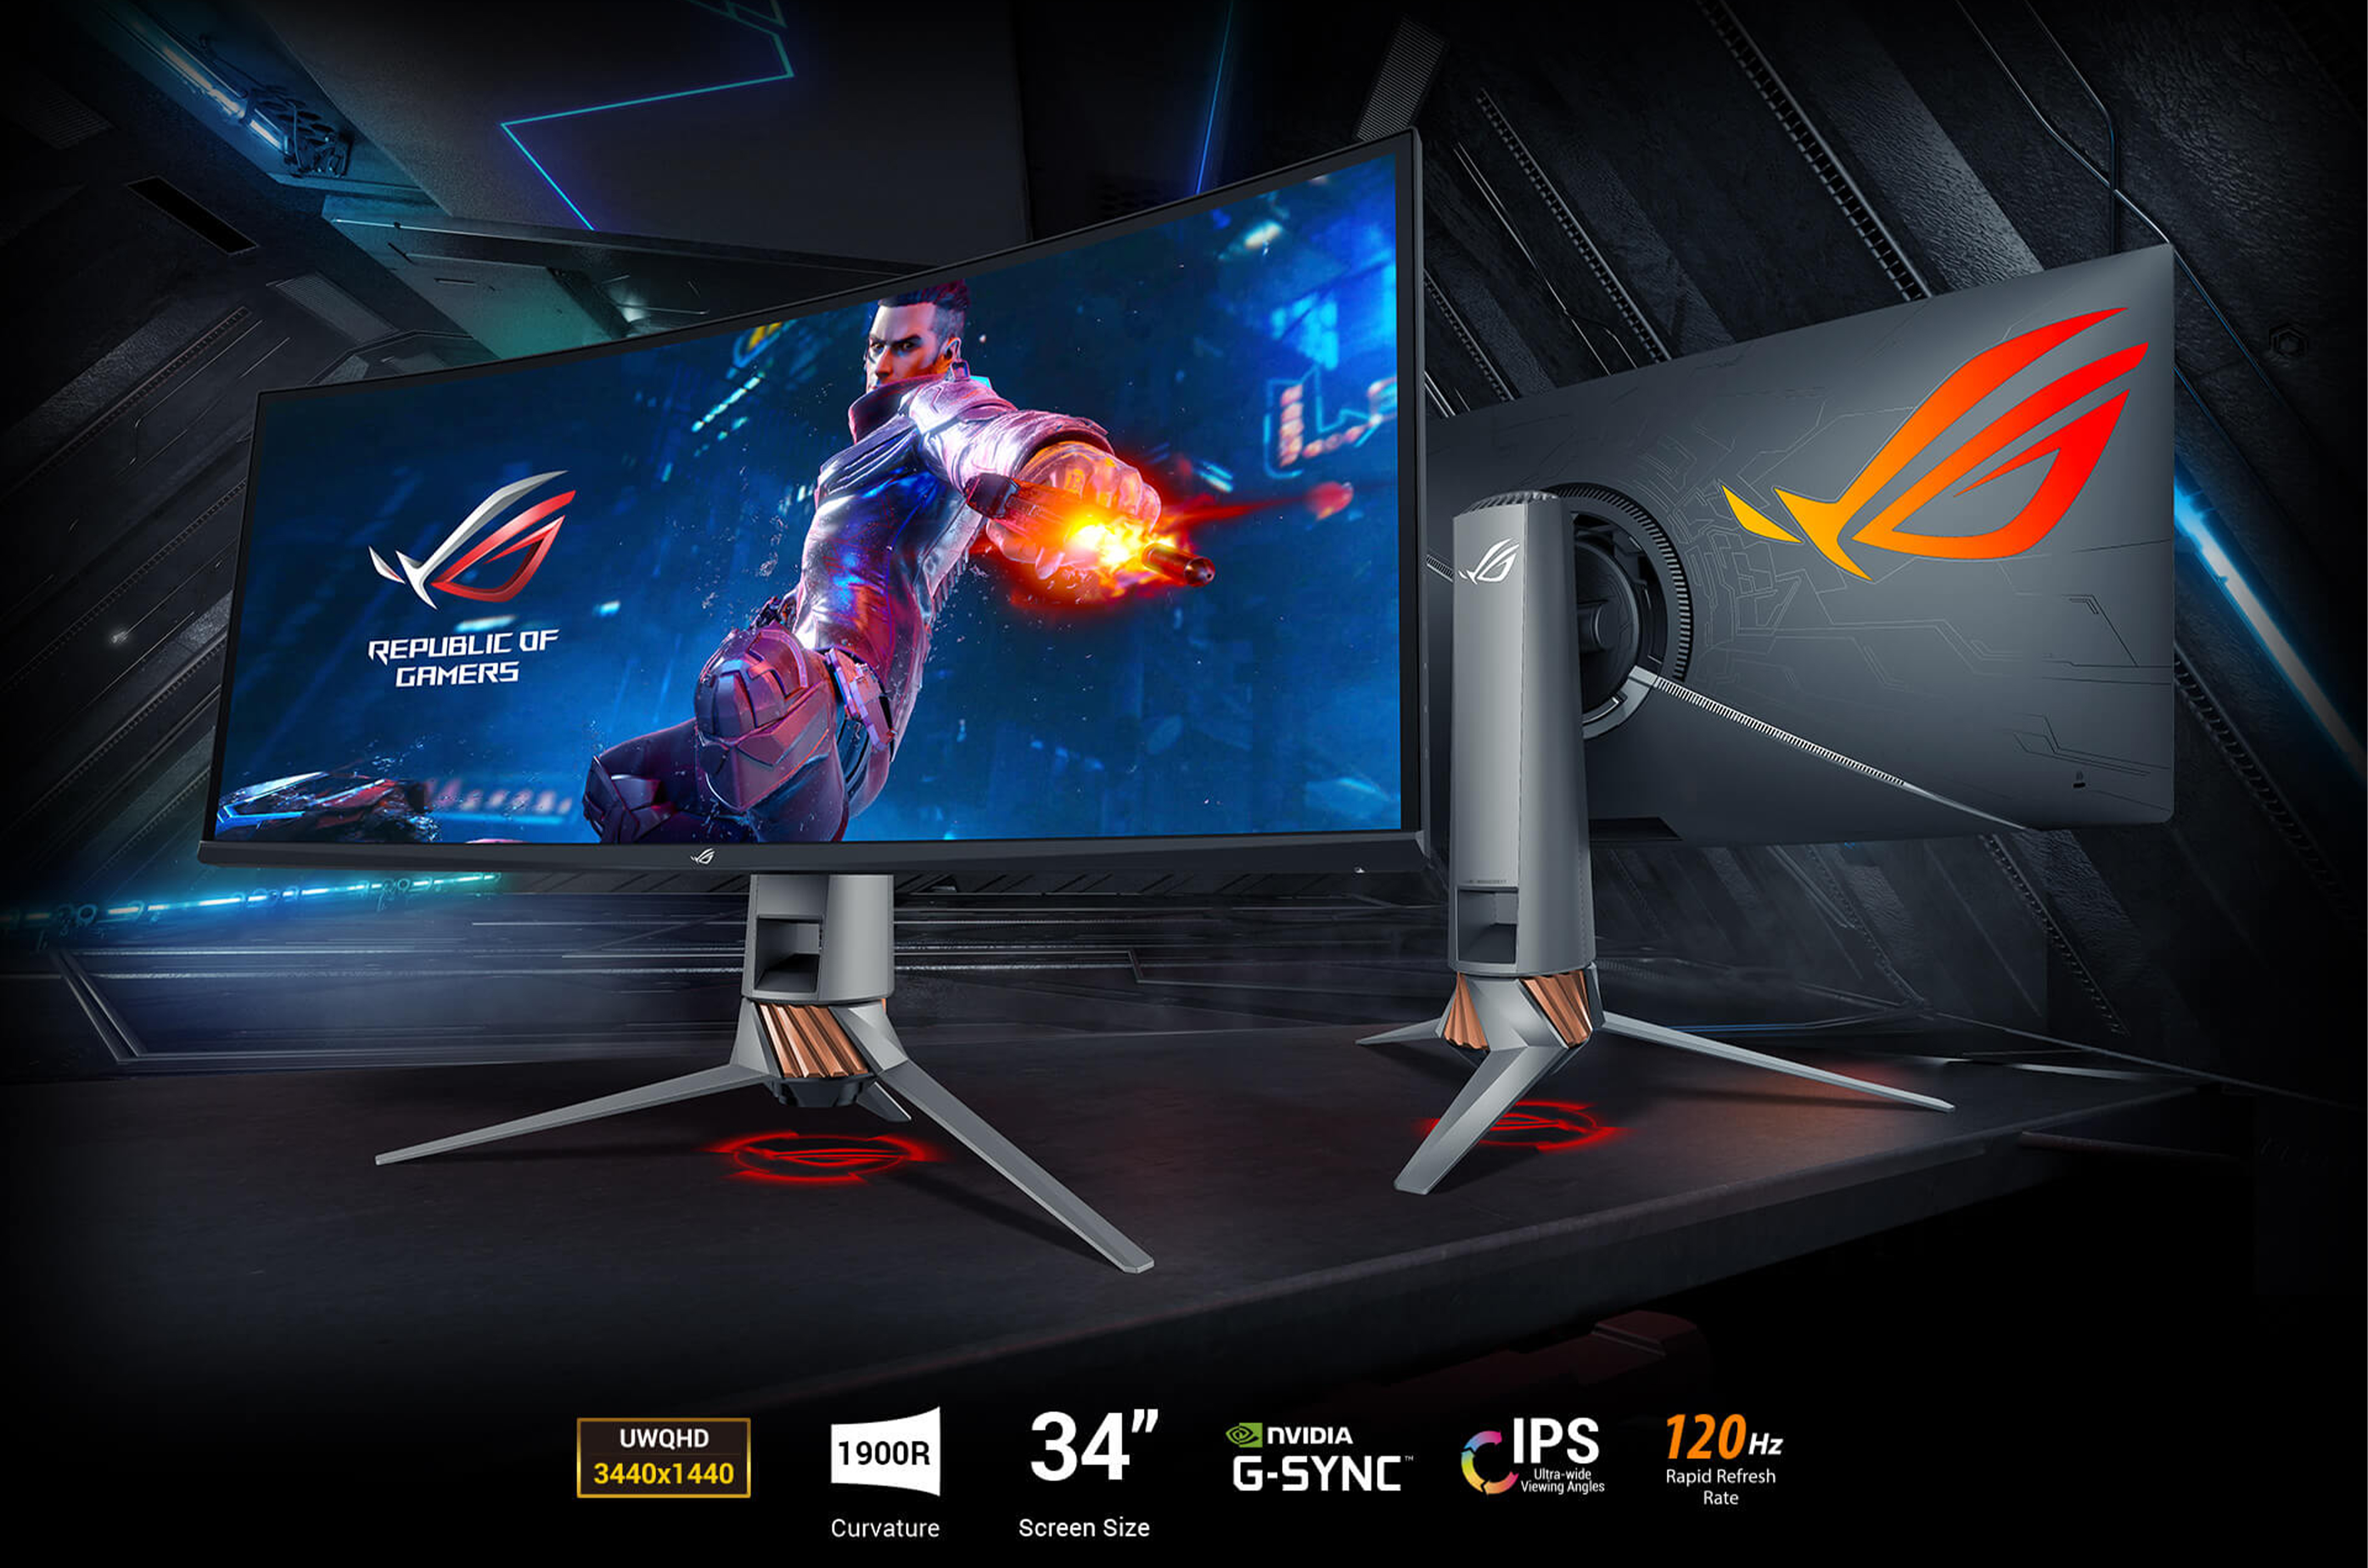 REPUBLIC OF
GAMERS
UWQHD
3440x1440
1900R
Curvature
34”
Screen Size
NVIDIA
G-SYNC™
IPS
Ultra-wide
Viewing Angles
120Hz
Rapid Refresh
Rate